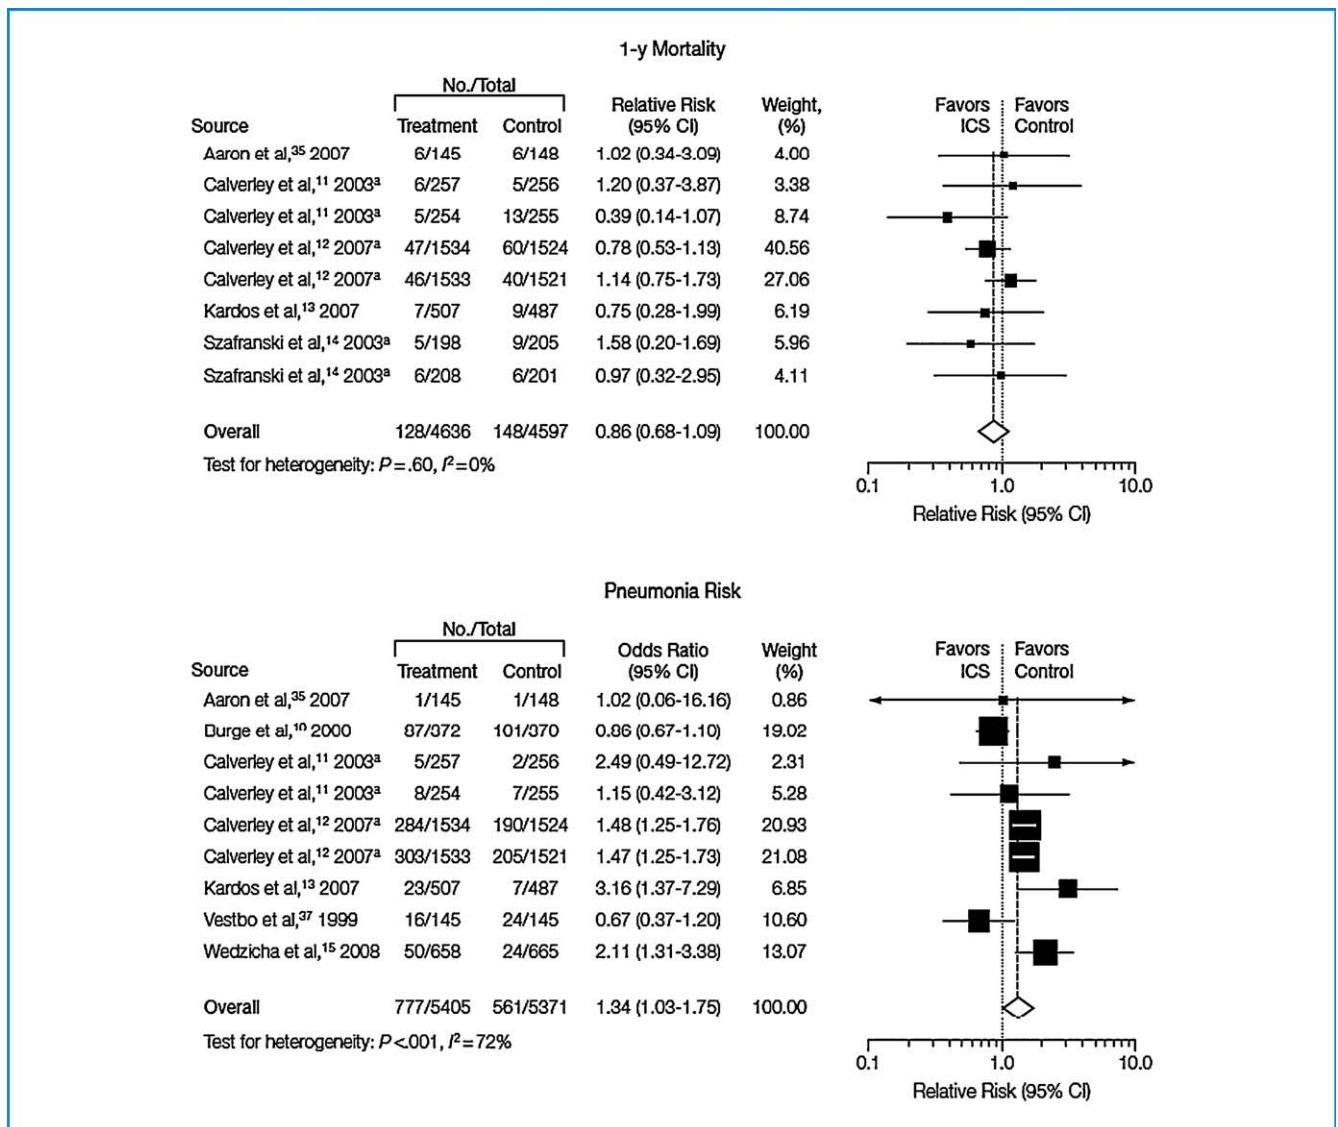 1-y Mortality
No./Total
Relative Risk Weight, Favors Favors
Source Treatment Control (95% CI) (%) ICS Control
Aaron et al,³⁵ 2007 6/145 6/148 1.02 (0.34-3.09) 4.00
Calverley et al,¹¹ 2003ᵃ 6/257 5/256 1.20 (0.37-3.87) 3.38
Calverley et al,¹¹ 2003ᵃ 5/254 13/255 0.39 (0.14-1.07) 8.74
Calverley et al,¹² 2007ᵃ 47/1534 60/1524 0.78 (0.53-1.13) 40.56
Calverley et al,¹² 2007ᵃ 46/1533 40/1521 1.14 (0.75-1.73) 27.06
Kardos et al,¹³ 2007 7/507 9/487 0.75 (0.28-1.99) 6.19
Szafranski et al,¹⁴ 2003ᵃ 5/198 9/205 1.58 (0.20-1.69) 5.96
Szafranski et al,¹⁴ 2003ᵃ 6/208 6/201 0.97 (0.32-2.95) 4.11
Overall 128/4636 148/4597 0.86 (0.68-1.09) 100.00
Test for heterogeneity: P=.60, I²=0%
0.1 1.0 10.0
Relative Risk (95% CI)
Pneumonia Risk
No./Total
Odds Ratio Weight Favors Favors
Source Treatment Control (95% CI) (%) ICS Control
Aaron et al,³⁵ 2007 1/145 1/148 1.02 (0.06-16.16) 0.86
Burge et al,¹⁰ 2000 87/372 101/370 0.86 (0.67-1.10) 19.02
Calverley et al,¹¹ 2003ᵃ 5/257 2/256 2.49 (0.49-12.72) 2.31
Calverley et al,¹¹ 2003ᵃ 8/254 7/255 1.15 (0.42-3.12) 5.28
Calverley et al,¹² 2007ᵃ 284/1534 190/1524 1.48 (1.25-1.76) 20.93
Calverley et al,¹² 2007ᵃ 303/1533 205/1521 1.47 (1.25-1.73) 21.08
Kardos et al,¹³ 2007 23/507 7/487 3.16 (1.37-7.29) 6.85
Vestbo et al,³⁷ 1999 16/145 24/145 0.67 (0.37-1.20) 10.60
Wedzicha et al,¹⁵ 2008 50/658 24/665 2.11 (1.31-3.38) 13.07
Overall 777/5405 561/5371 1.34 (1.03-1.75) 100.00
Test for heterogeneity: P<.001, I²=72%
0.1 1.0 10.0
Relative Risk (95% CI)